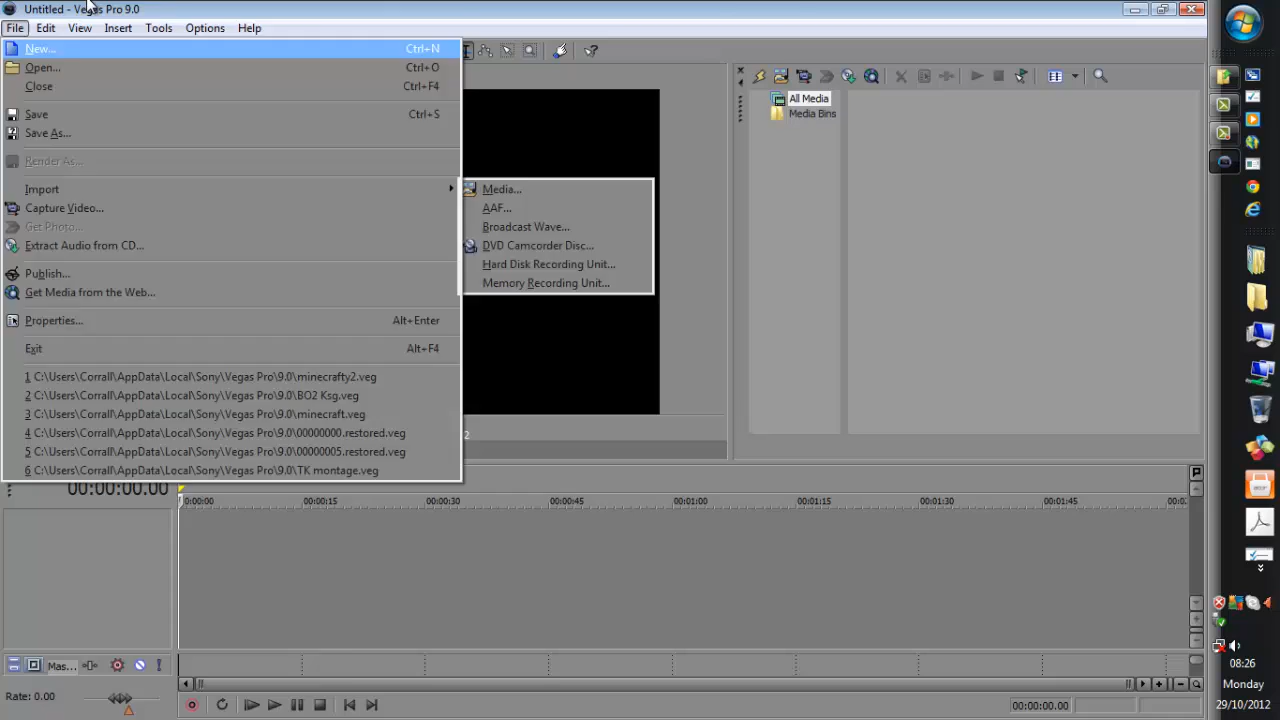 Untitled - Vegas Pro 9.0
File Edit View Insert Tools Options Help
New... Ctrl+N
Open... Ctrl+O
Close Ctrl+F4
Save Ctrl+S
Save As...
Render As...
Import
Capture Video...
Get Photo...
Extract Audio from CD...
Publish...
Get Media from the Web...
Properties... Alt+Enter
Exit Alt+F4
1 C:\Users\Corrall\AppData\Local\Sony\Vegas Pro\9.0\minecrafty2.veg
2 C:\Users\Corrall\AppData\Local\Sony\Vegas Pro\9.0\BO2 Ksg.veg
3 C:\Users\Corrall\AppData\Local\Sony\Vegas Pro\9.0\minecraft.veg
4 C:\Users\Corrall\AppData\Local\Sony\Vegas Pro\9.0\00000000.restored.veg
5 C:\Users\Corrall\AppData\Local\Sony\Vegas Pro\9.0\00000005.restored.veg
6 C:\Users\Corrall\AppData\Local\Sony\Vegas Pro\9.0\TK montage.veg
Media...
AAF...
Broadcast Wave...
DVD Camcorder Disc...
Hard Disk Recording Unit...
Memory Recording Unit...
All Media
Media Bins
2
00:00:00.00
0:00:00 00:00:15 00:00:30 00:00:45 00:01:00 00:01:15 00:01:30 00:01:45 00:02:
Mas...
Rate: 0.00
00:00:00.00
08:26
Monday
29/10/2012